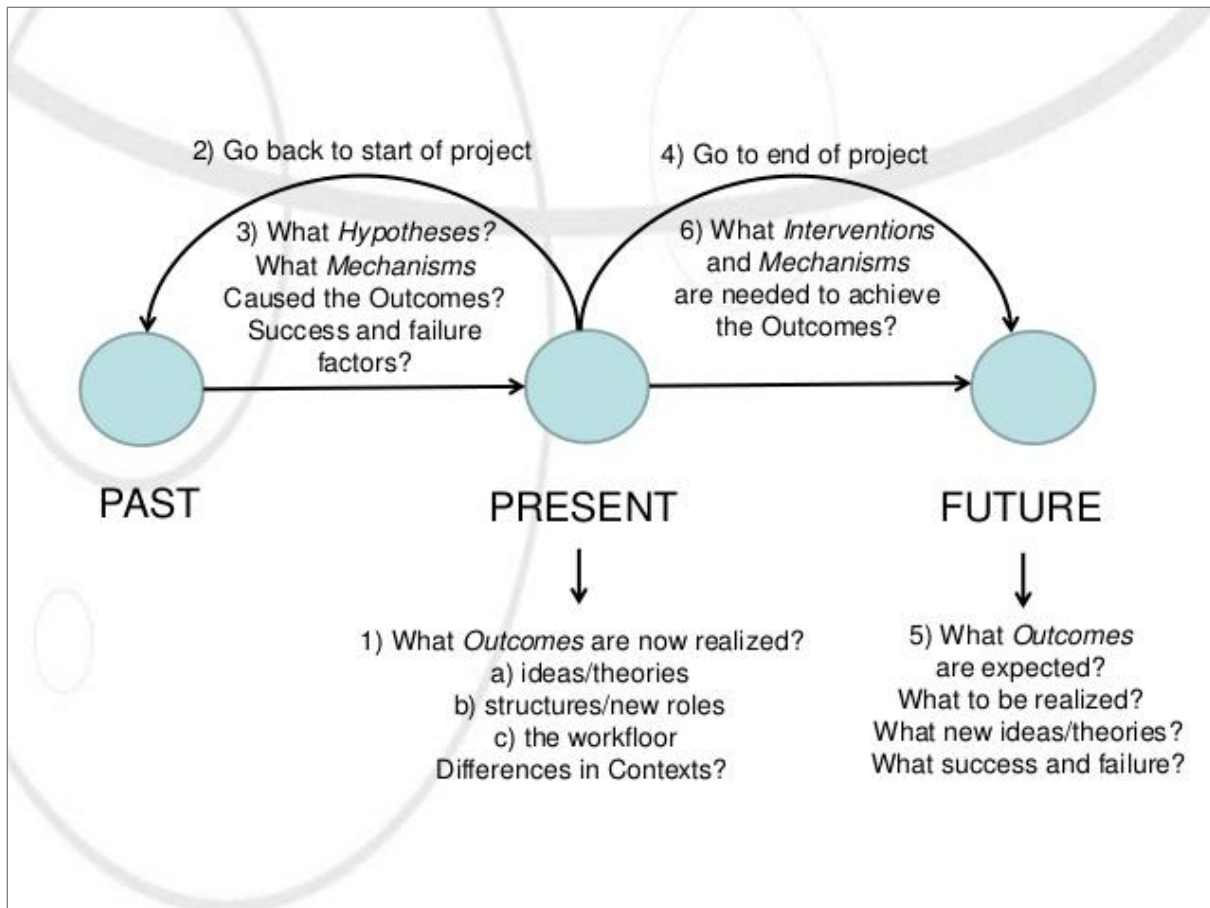 2) Go back to start of project
3) What Hypotheses?
What Mechanisms
Caused the Outcomes?
Success and failure
factors?
4) Go to end of project
6) What Interventions
and Mechanisms
are needed to achieve
the Outcomes?
PAST
PRESENT
FUTURE
1) What Outcomes are now realized?
a) ideas/theories
b) structures/new roles
c) the workfloor
Differences in Contexts?
5) What Outcomes
are expected?
What to be realized?
What new ideas/theories?
What success and failure?